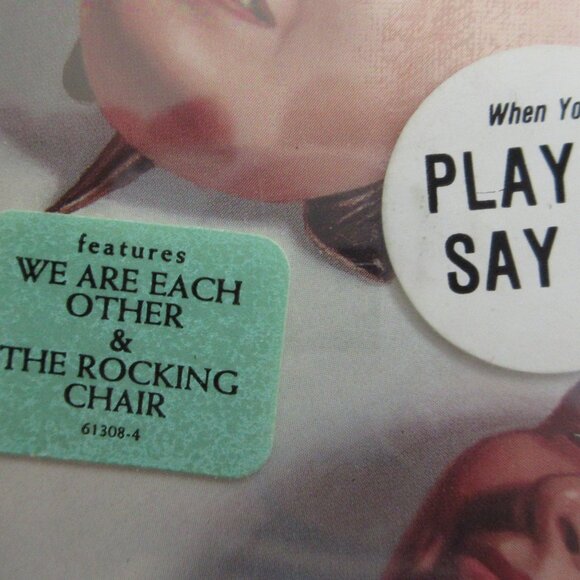 When Yo
PLAY
SAY
features
WE ARE EACH
OTHER
&
THE ROCKING
CHAIR
61308-4